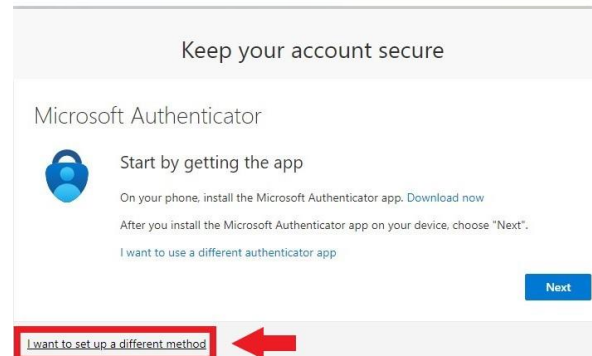 Keep your account secure
Microsoft Authenticator
Start by getting the app
On your phone, install the Microsoft Authenticator app. Download now
After you install the Microsoft Authenticator app on your device, choose "Next".
I want to use a different authenticator app
Next
I want to set up a different method